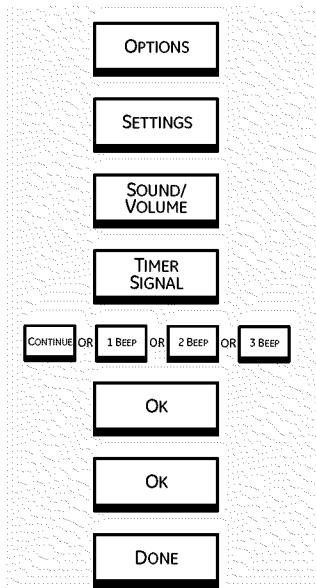 OPTIONS
SETTINGS
SOUND/
VOLUME
TIMER
SIGNAL
CONTINUE OR 1 BEEP OR 2 BEEP OR 3 BEEP
OK
OK
DONE